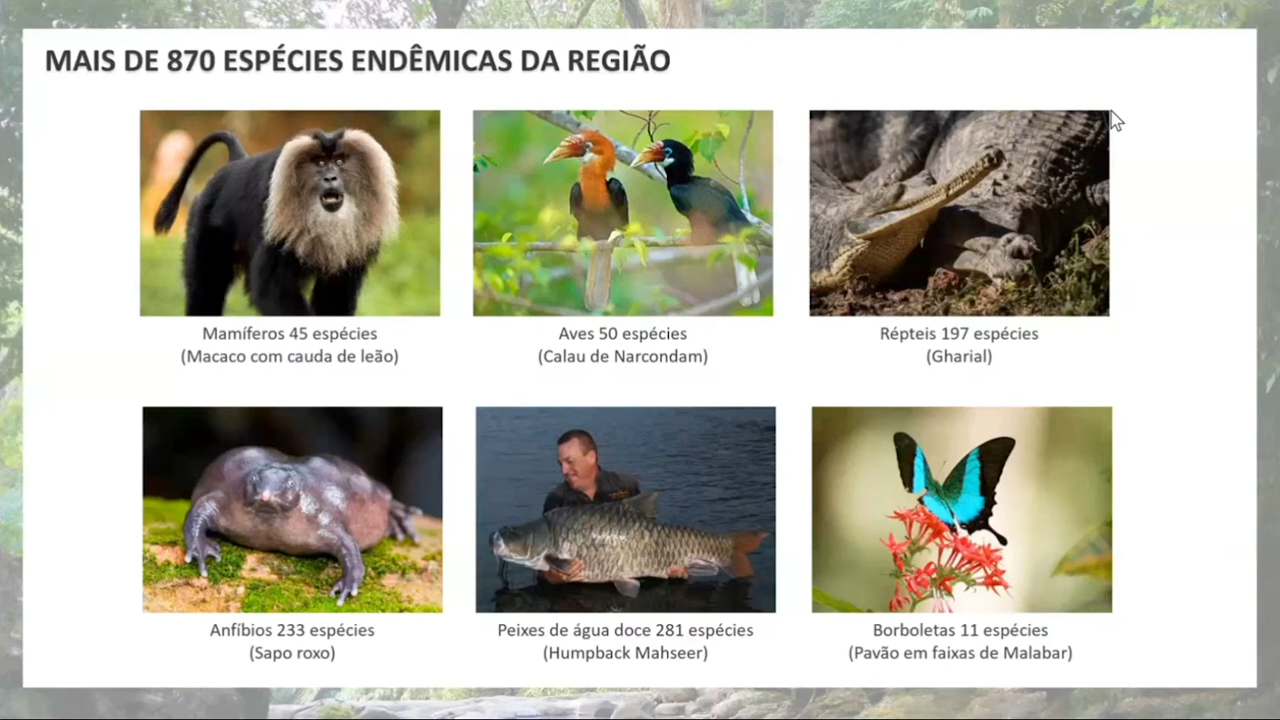 MAIS DE 870 ESPÉCIES ENDÊMICAS DA REGIÃO
Mamíferos 45 espécies
(Macaco com cauda de leão)
Aves 50 espécies
(Calau de Narcondam)
Répteis 197 espécies
(Gharial)
Anfíbios 233 espécies
(Sapo roxo)
Peixes de água doce 281 espécies
(Humpback Mahseer)
Borboletas 11 espécies
(Pavão em faixas de Malabar)